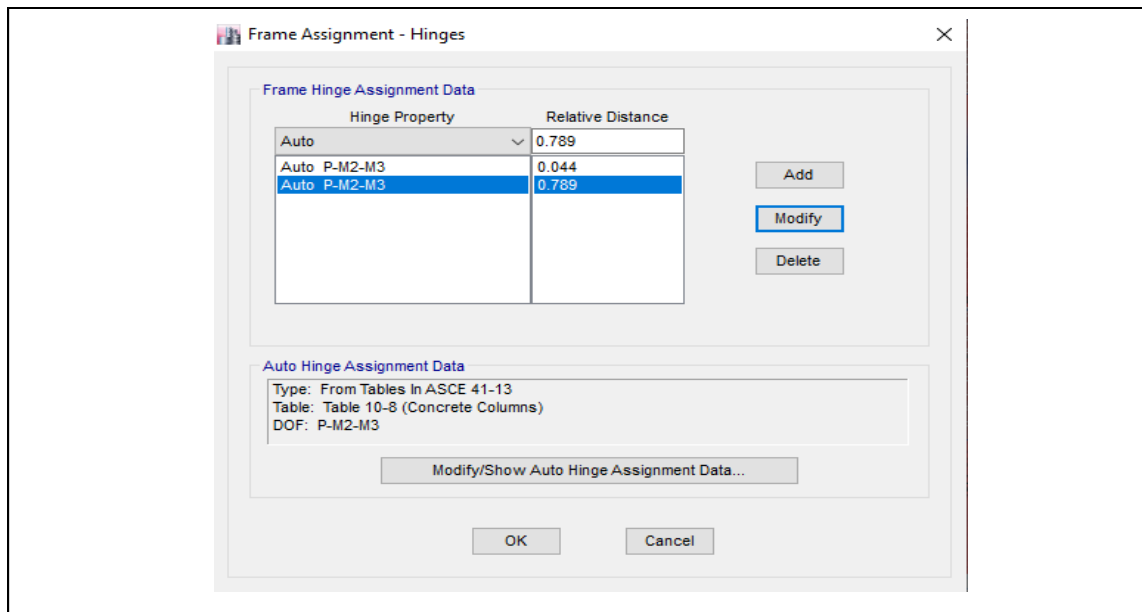 Frame Assignment - Hinges
Frame Hinge Assignment Data
Hinge Property Relative Distance
Auto 0.789
Auto P-M2-M3 0.044
Auto P-M2-M3 0.789
Add
Modify
Delete
Auto Hinge Assignment Data
Type: From Tables In ASCE 41-13
Table: Table 10-8 (Concrete Columns)
DOF: P-M2-M3
Modify/Show Auto Hinge Assignment Data...
OK Cancel